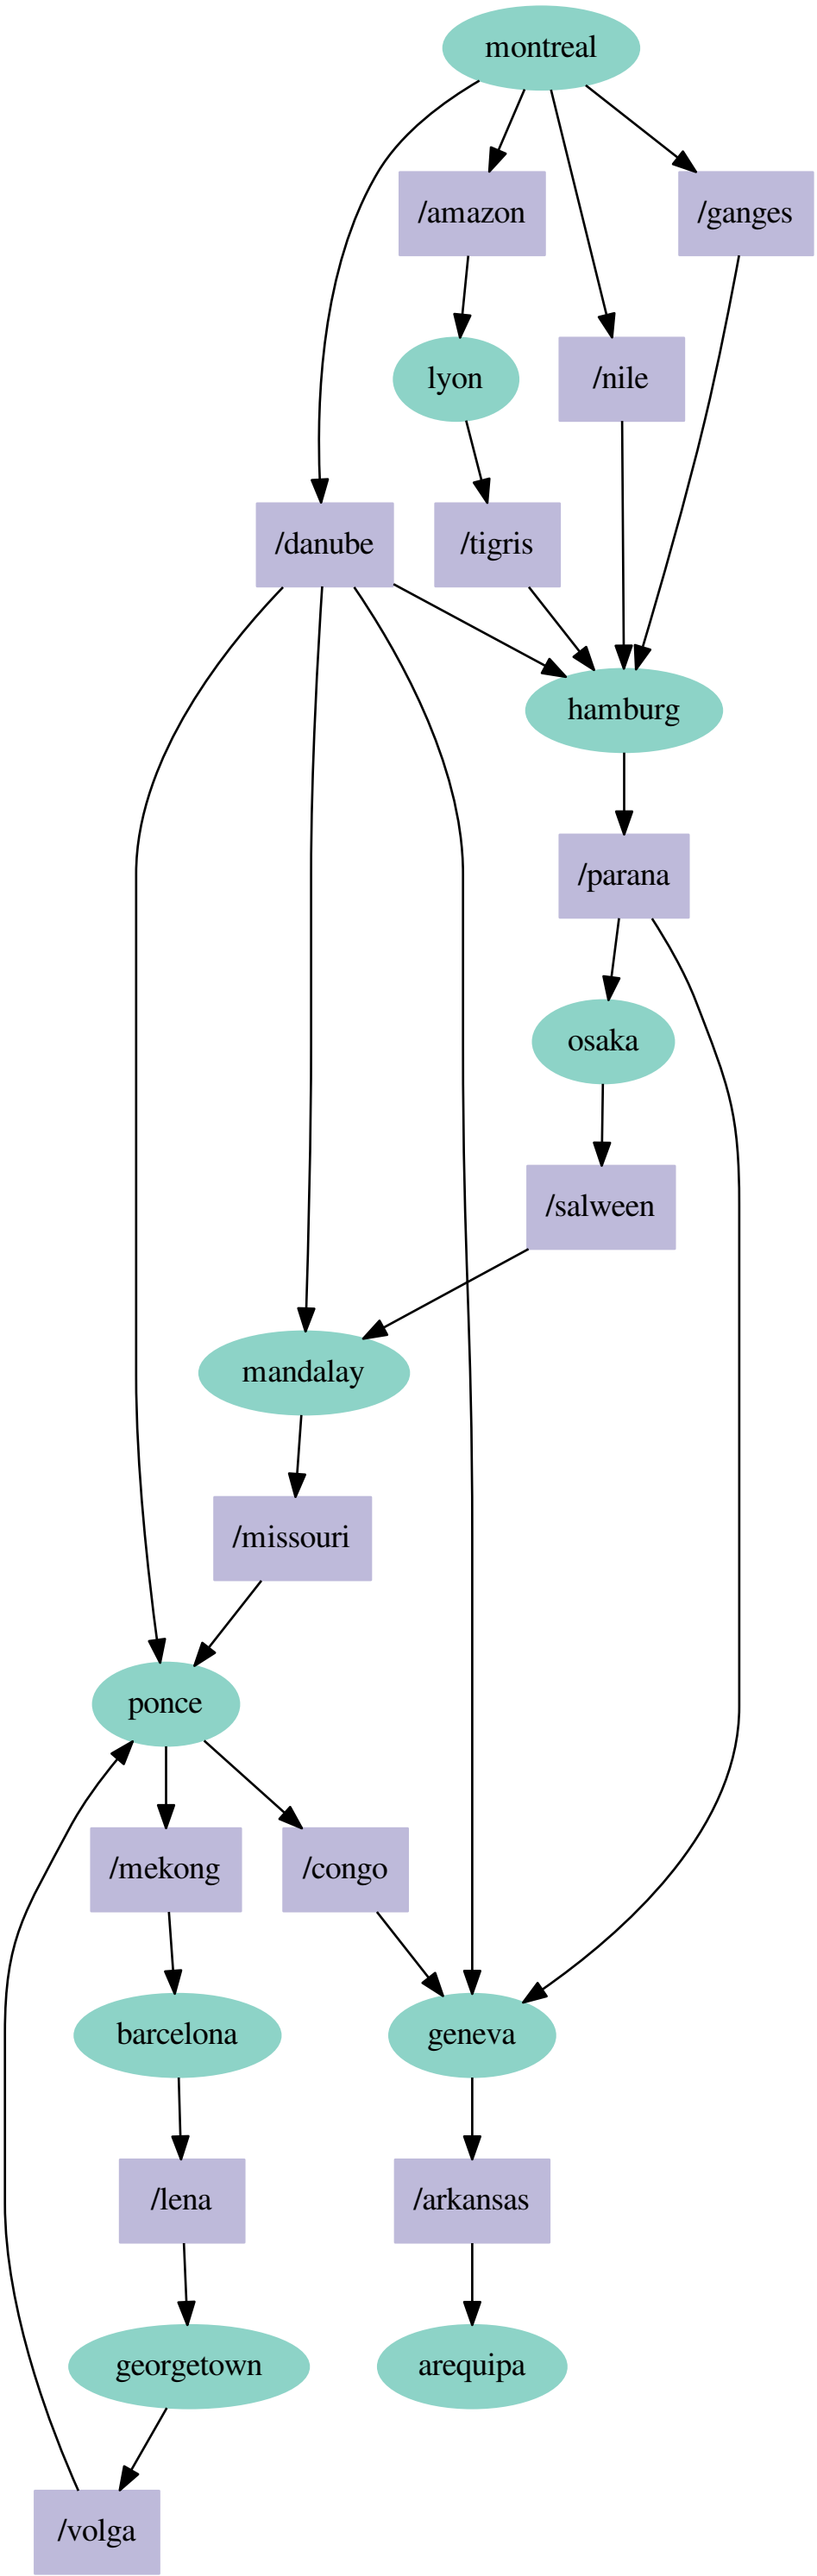 montreal
/amazon
/ganges
lyon
/nile
/danube
/tigris
hamburg
/parana
osaka
/salween
mandalay
/missouri
ponce
/mekong
/congo
barcelona
geneva
/lena
/arkansas
georgetown
arequipa
/volga